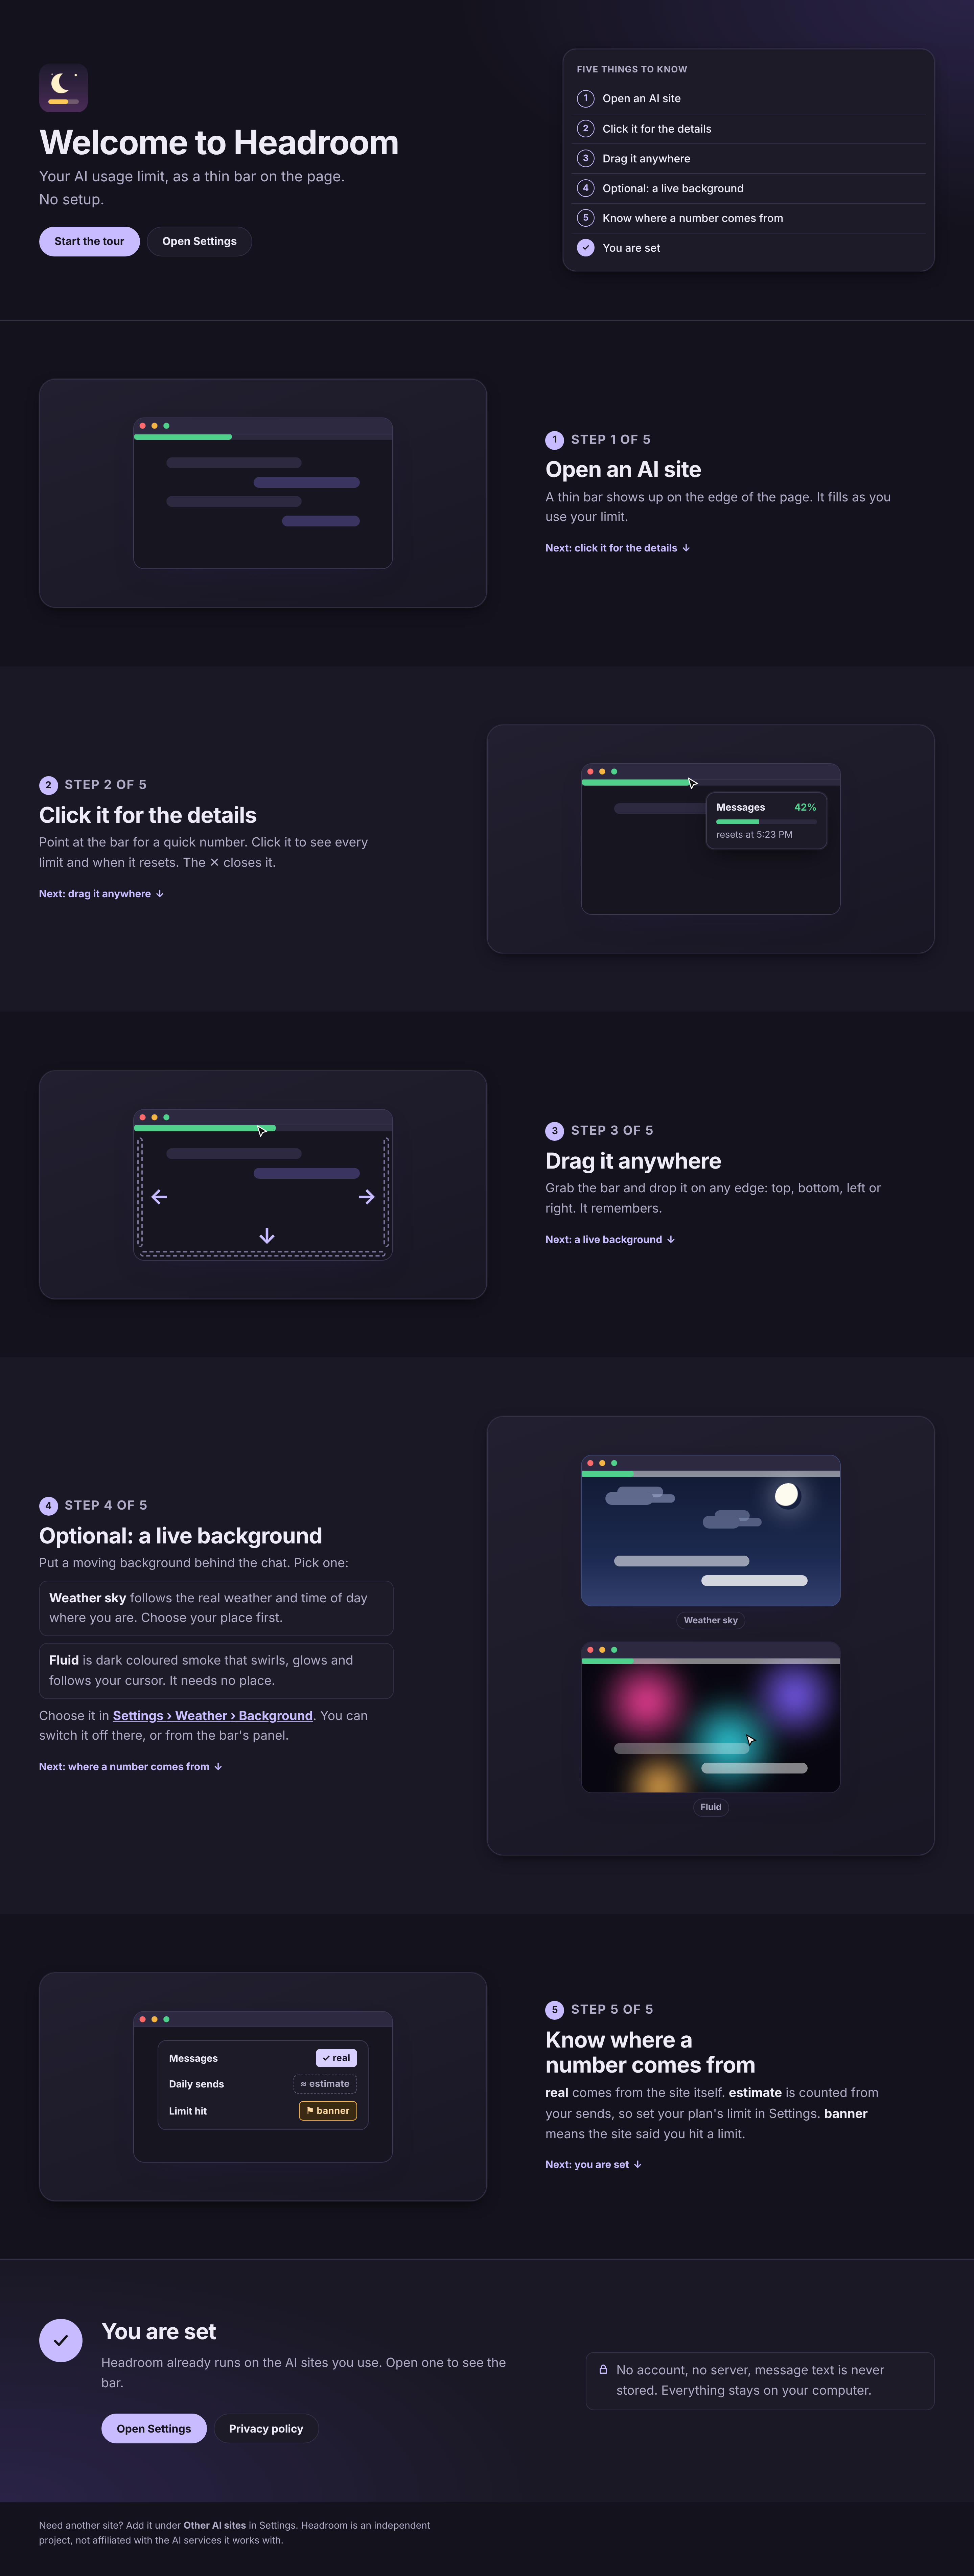 Welcome to Headroom
Your AI usage limit, as a thin bar on the page.
No setup.
Start the tour
Open Settings
FIVE THINGS TO KNOW
1 Open an AI site
2 Click it for the details
3 Drag it anywhere
4 Optional: a live background
5 Know where a number comes from
✓ You are set
1 STEP 1 OF 5
Open an AI site
A thin bar shows up on the edge of the page. It fills as you
use your limit.
Next: click it for the details ↓
2 STEP 2 OF 5
Click it for the details
Point at the bar for a quick number. Click it to see every
limit and when it resets. The ✕ closes it.
Next: drag it anywhere ↓
Messages 42%
resets at 5:23 PM
3 STEP 3 OF 5
Drag it anywhere
Grab the bar and drop it on any edge: top, bottom, left or
right. It remembers.
Next: a live background ↓
4 STEP 4 OF 5
Optional: a live background
Put a moving background behind the chat. Pick one:
Weather sky follows the real weather and time of day
where you are. Choose your place first.
Fluid is dark coloured smoke that swirls, glows and
follows your cursor. It needs no place.
Choose it in Settings › Weather › Background. You can
switch it off there, or from the bar's panel.
Next: where a number comes from ↓
Weather sky
Fluid
Messages ✓ real
Daily sends ≈ estimate
Limit hit ⚑ banner
5 STEP 5 OF 5
Know where a
number comes from
real comes from the site itself. estimate is counted from
your sends, so set your plan's limit in Settings. banner
means the site said you hit a limit.
Next: you are set ↓
You are set
Headroom already runs on the AI sites you use. Open one to see the
bar.
Open Settings
Privacy policy
No account, no server, message text is never
stored. Everything stays on your computer.
Need another site? Add it under Other AI sites in Settings. Headroom is an independent
project, not affiliated with the AI services it works with.